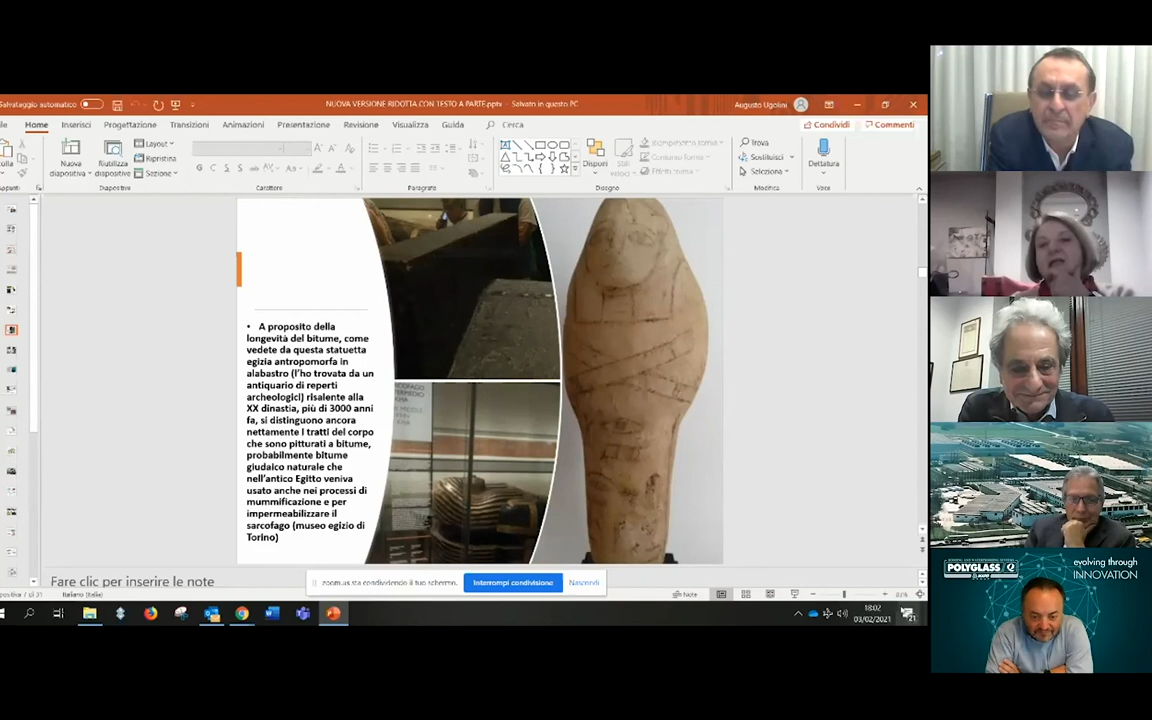 Salvataggio automatico
NUOVA VERSIONE RIDOTTA CON TESTO A PARTE.pptx - Salvato in questo PC
Augusto Ugolini
Home
Inserisci
Progettazione
Transizioni
Animazioni
Presentazione
Revisione
Visualizza
Guida
Cerca
Condividi
Commenti
Nuova
diapositiva
Riutilizza
diapositive
Layout
Ripristina
Sezione
Diapositive
Carattere
Paragrafo
Disponi
Stili
Disegno
Trova
Sostituisci
Seleziona
Modifica
Dettatura
Voce
• A proposito della
longevità del bitume, come
vedete da questa statuetta
egizia antropomorfa in
alabastro (l'ho trovata da un
antiquario di reperti
archeologici) risalente alla
XX dinastia, più di 3000 anni
fa, si distinguono ancora
nettamente i tratti del corpo
che sono pitturati a bitume,
probabilmente bitume
giudaico naturale che
nell'antico Egitto veniva
usato anche nei processi di
mummificazione e per
impermeabilizzare il
sarcofago (museo egizio di
Torino)
Fare clic per inserire le note
zoom.us sta condividendo il tuo schermo.
Interrompi condivisione
Nascondi
Italiano (Italia)
Note
18:02
03/02/2021
POLYGLASS
evolving through
INNOVATION